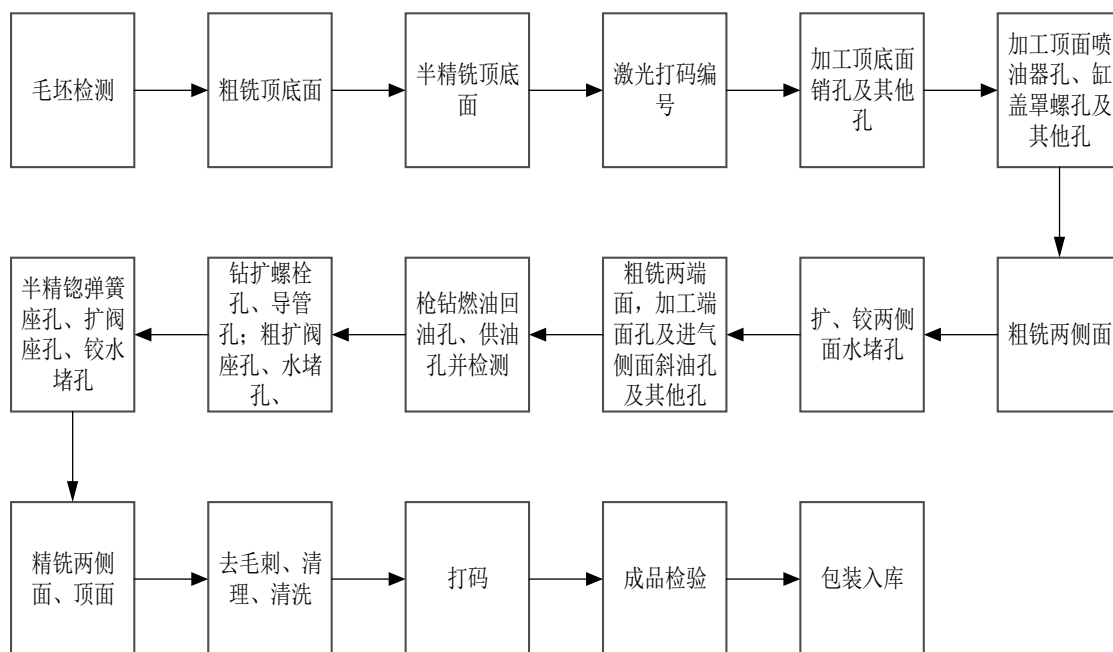 毛坯检测
粗铣顶底面
半精铣顶底
面
激光打码编
号
加工顶底面
销孔及其他
孔
加工顶面喷
油器孔、缸
盖罩螺孔及
其他孔
半精锪弹簧
座孔、扩阀
座孔、铰水
堵孔
钻扩螺栓
孔、导管
孔；粗扩阀
座孔、水堵
孔、
枪钻燃油回
油孔、供油
孔并检测
粗铣两端
面，加工端
面孔及进气
侧面斜油孔
及其他孔
扩、铰两侧
面水堵孔
粗铣两侧面
精铣两侧
面、顶面
去毛刺、清
理、清洗
打码
成品检验
包装入库